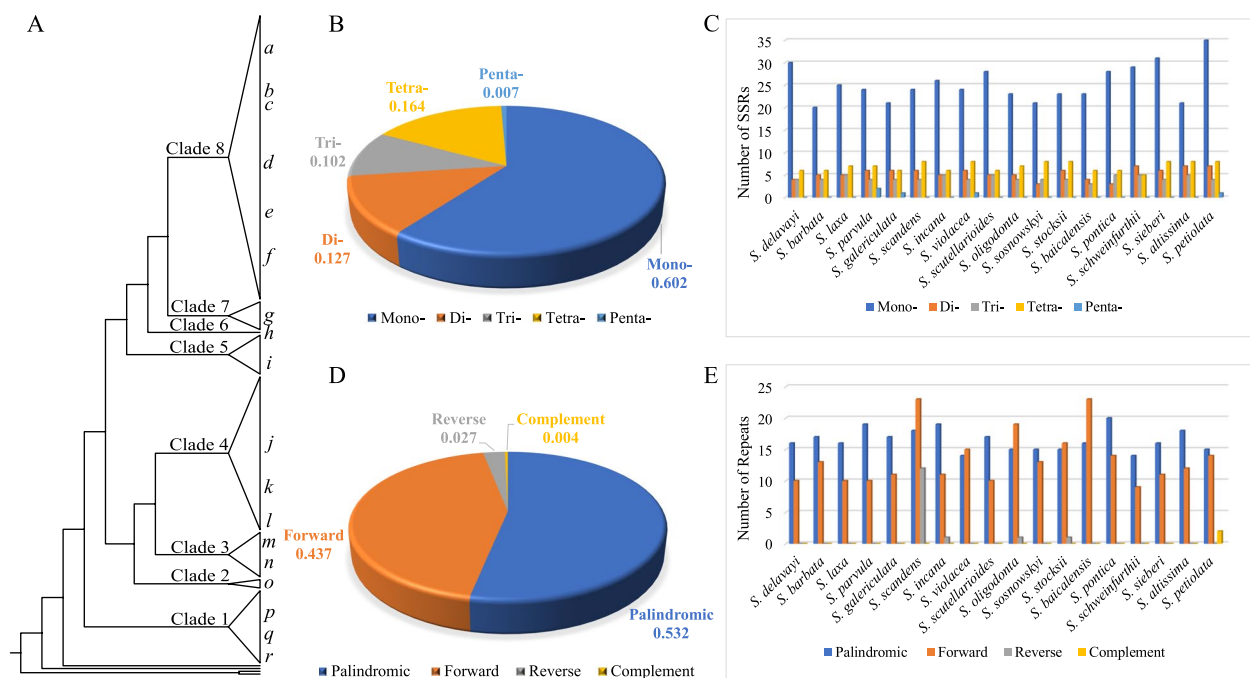 A
Clade 8
a
b
c
d
e
f
Clade 7
g
Clade 6
h
Clade 5
i
Clade 4
j
k
l
Clade 3
m
n
Clade 2
o
Clade 1
p
q
r
B
Penta-
0.007
Tetra-
0.164
Tri-
0.102
Di-
0.127
Mono-
0.602
Mono- Di- Tri- Tetra- Penta-
C
Number of SSRs
35
30
25
20
15
10
5
0
S. delavayi
S. barbata
S. laxa
S. parvula
S. galericulata
S. scandens
S. incana
S. violacea
S. scutellarioides
S. oligodonta
S. sosnowskyi
S. stocksii
S. baicalensis
S. pontica
S. schweinfurhii
S. sieberi
S. altissima
S. petiolata
Mono- Di- Tri- Tetra- Penta-
D
Reverse
0.027
Complement
0.004
Forward
0.437
Palindromic
0.532
Palindromic Forward Reverse Complement
E
Number of Repeats
25
20
15
10
5
0
S. delavayi
S. barbata
S. laxa
S. parvula
S. galericulata
S. scandens
S. incana
S. violacea
S. scutellarioides
S. oligodonta
S. sosnowskyi
S. stocksii
S. baicalensis
S. pontica
S. schweinfurhii
S. sieberi
S. altissima
S. petiolata
Palindromic Forward Reverse Complement